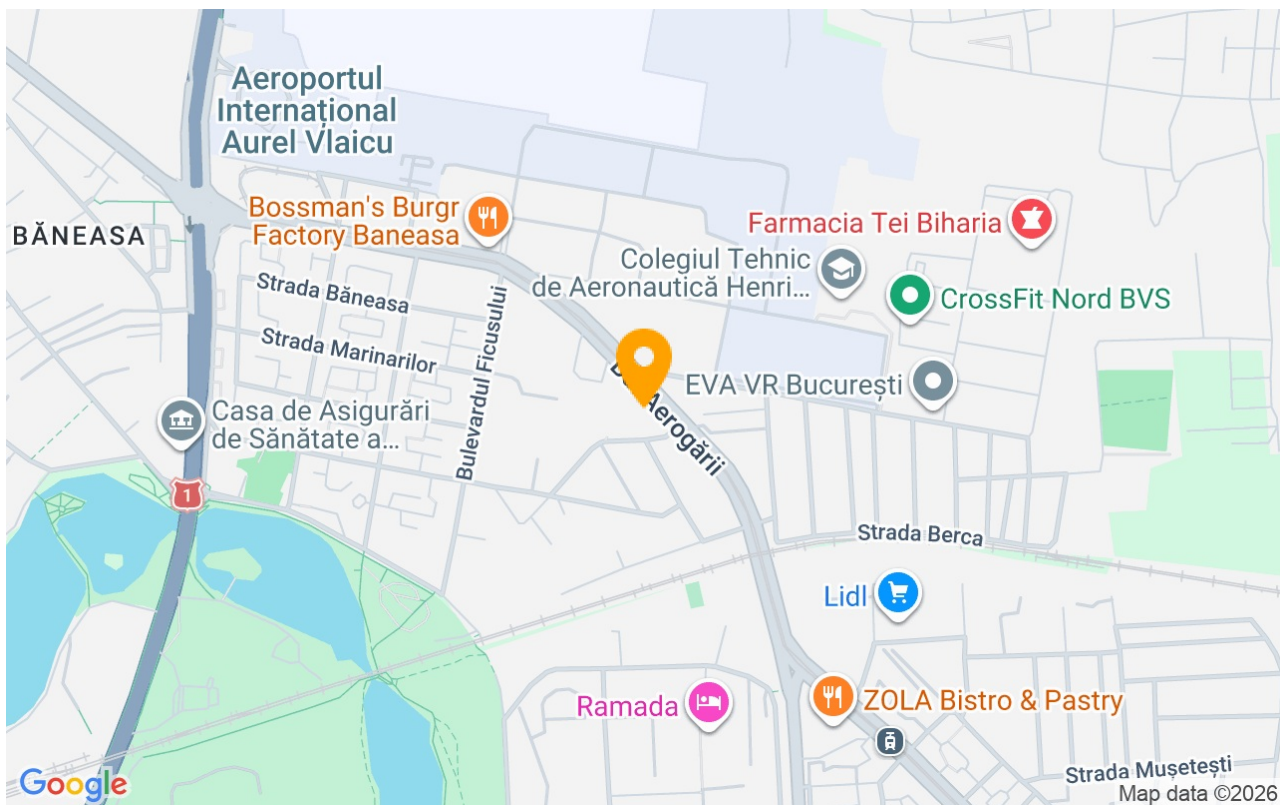 Aeroportul
Internațional
Aurel Vlaicu
Bossman's Burgr
Factory Baneasa
BĂNEASA
Farmacia Tei Biharia
Colegiul Tehnic
de Aeronautică Henri...
CrossFit Nord BVS
Strada Băneasa
Strada Marinarilor
Bulevardul Ficusului
Aerogării
EVA VR București
Casa de Asigurări
de Sănătate a...
1
Strada Berca
Lidl
Ramada
ZOLA Bistro & Pastry
Strada Mușetești
Google
Map data ©2026